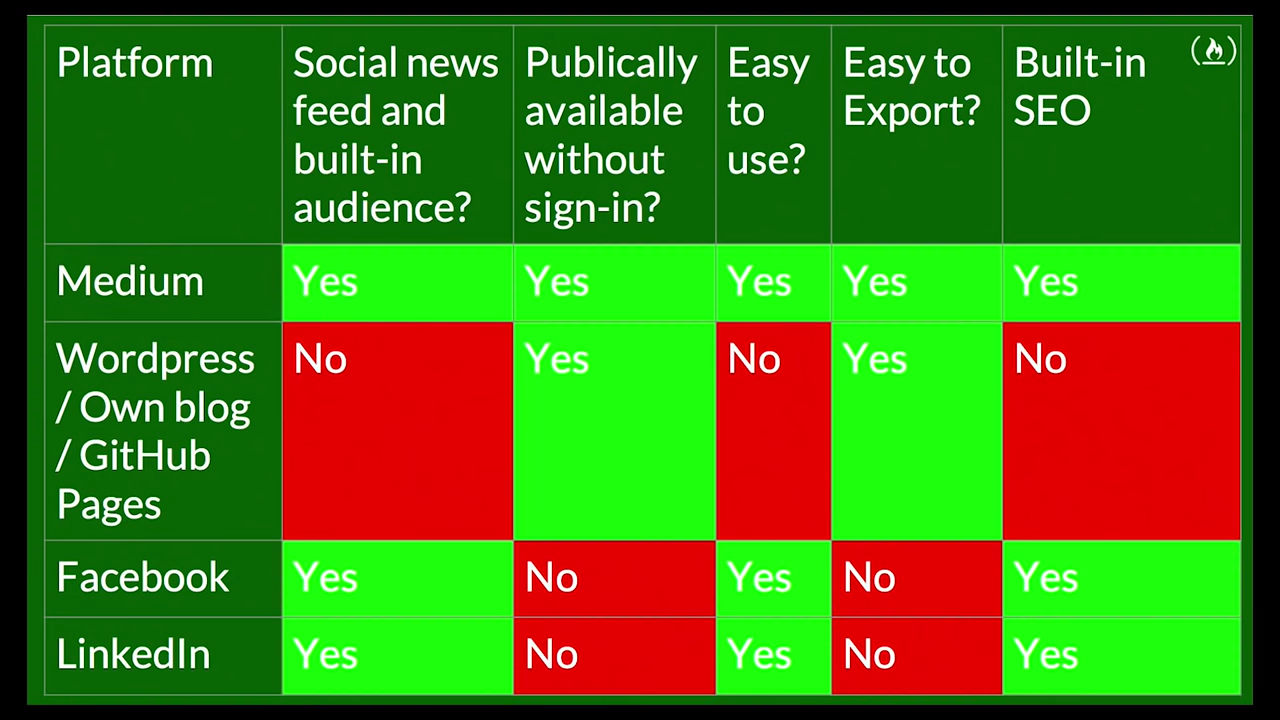 Platform
Social news
feed and
built-in
audience?
Publically
available
without
sign-in?
Easy
to
use?
Easy to
Export?
Built-in
SEO
Medium
Yes
Yes
Yes
Yes
Yes
Wordpress
/ Own blog
/ GitHub
Pages
No
Yes
No
Yes
No
Facebook
Yes
No
Yes
No
Yes
LinkedIn
Yes
No
Yes
No
Yes